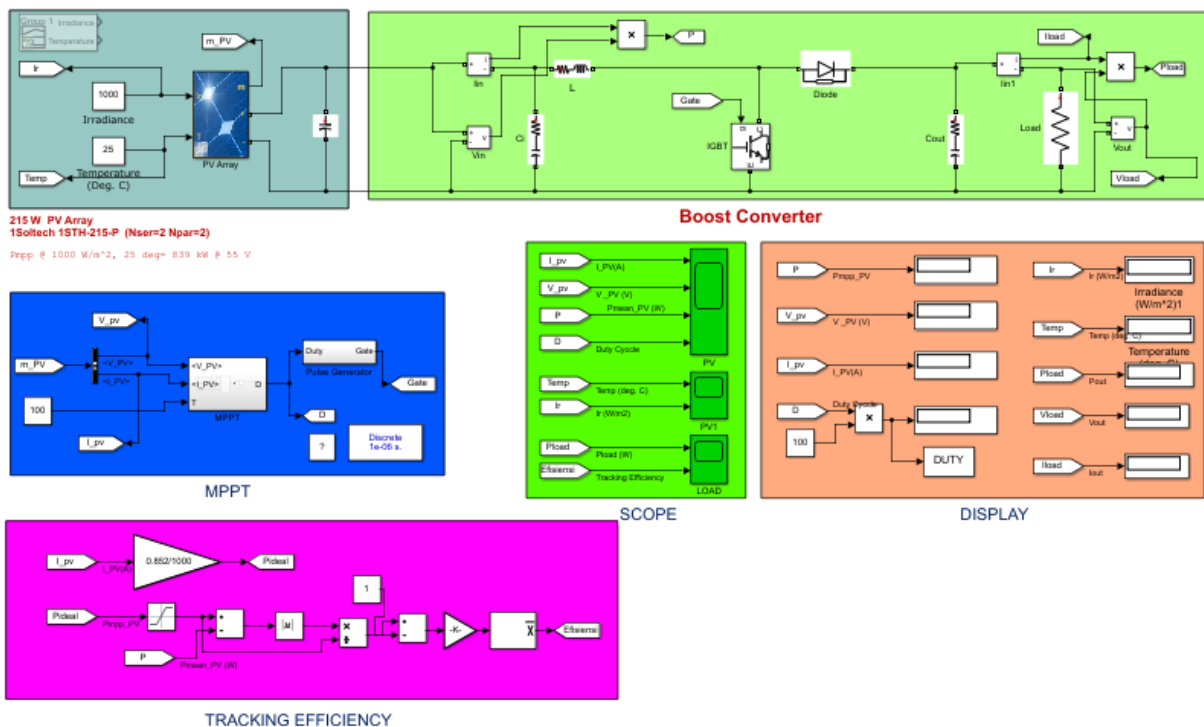 Group 1
Irradiance
Temperature
m_PV
Ir
1000
Irradiance
25
Temperature
(Deg. C)
Temp
T
m
PV Array
215 W PV Array
1Soltech 1STH-215-P (Nser=2 Npar=2)
Pmpp @ 1000 W/m^2, 25 deg= 839 kW @ 55 V
Iin
Vin
×
P
L
Ci
Gate
IGBT
Diode
Cout
Iin1
Iload
×
Pload
Load
Vout
Vload
Boost Converter
V_pv
m_PV
<V_PV>
<I_PV>
100
I_pv
<V_PV>
<I_PV>
T
D
MPPT
Duty
Gate
Pulse Generator
Gate
D
?
Discrete
1e-06 s.
MPPT
I_pv
I_PV(A)
V_pv
V _PV (V)
P
Pmean_PV (W)
D
Duty Cycode
PV
Temp
Temp (deg. C)
Ir
Ir (W/m2)
PV1
Pload
Pload (W)
Efisiensi
Tracking Efficiency
LOAD
SCOPE
P
Pmpp_PV
V_pv
V _PV (V)
I_pv
I_PV(A)
D
Duty Cycode
100
×
DUTY
Ir
Ir (W/m2)
Irradiance
(W/m^2)1
Temp
Temp (deg. C)
Temperature
Pload
Pout
Vload
Vout
Iload
Iout
DISPLAY
I_pv
I_PV(A)
0.852/1000
Pideal
Pideal
Pmpp_PV
P
Pmean_PV (W)
|u|
×
÷
1
-K-
X
Efisiensi
TRACKING EFFICIENCY